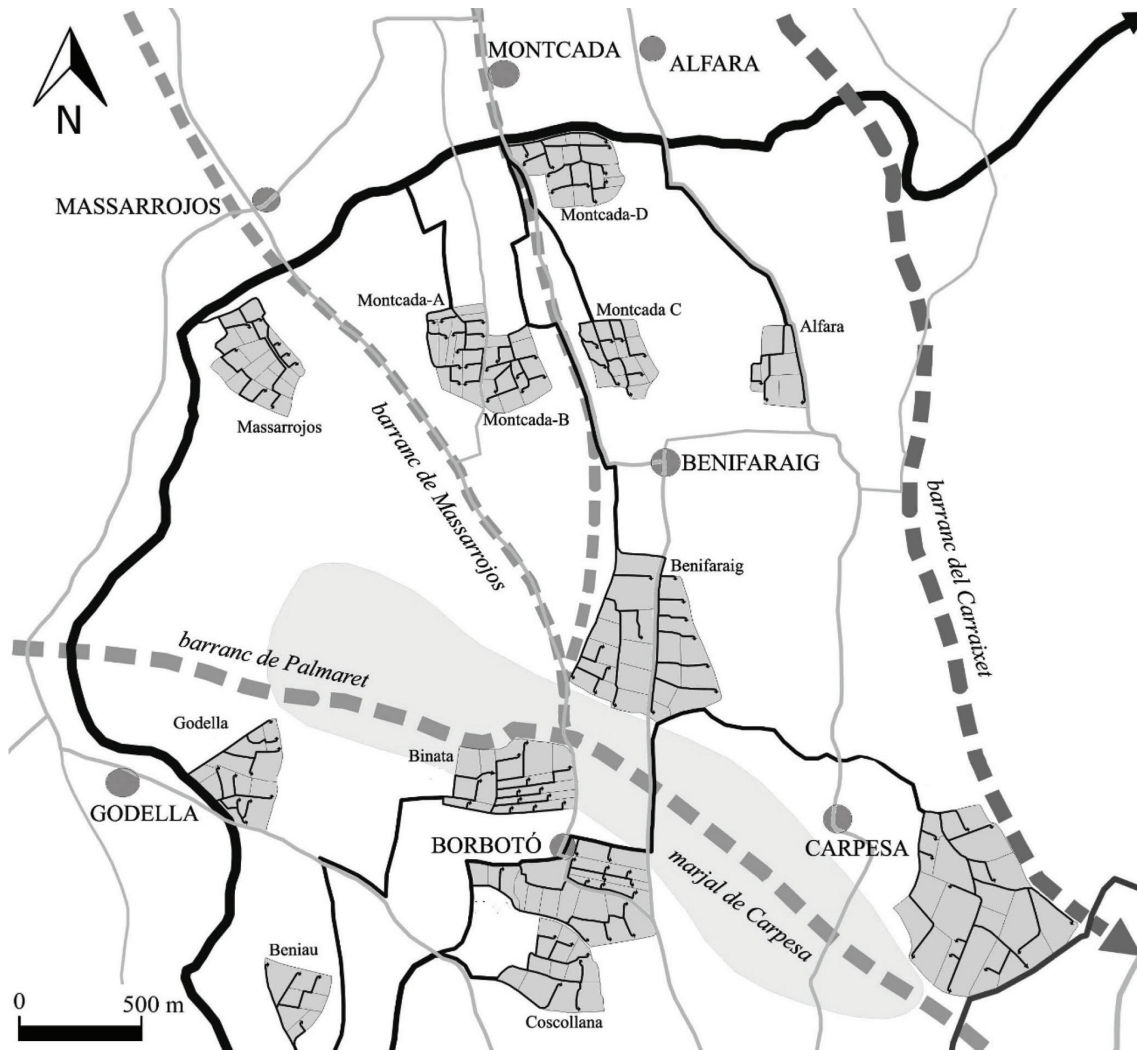 MONTCADA
ALFARA
N
MASSARROJOS
Montcada-D
Montcada-A
Montcada C
Alfara
Massarrojos
Montcada-B
barranc de Massarrojos
BENIFARAIG
barranc del Carraixet
Benifaraig
barranc de Palmaret
Godella
Binata
GODELLA
BORBOTÓ
CARPESA
marjal de Carpesa
Beniau
0 500 m
Coscollana